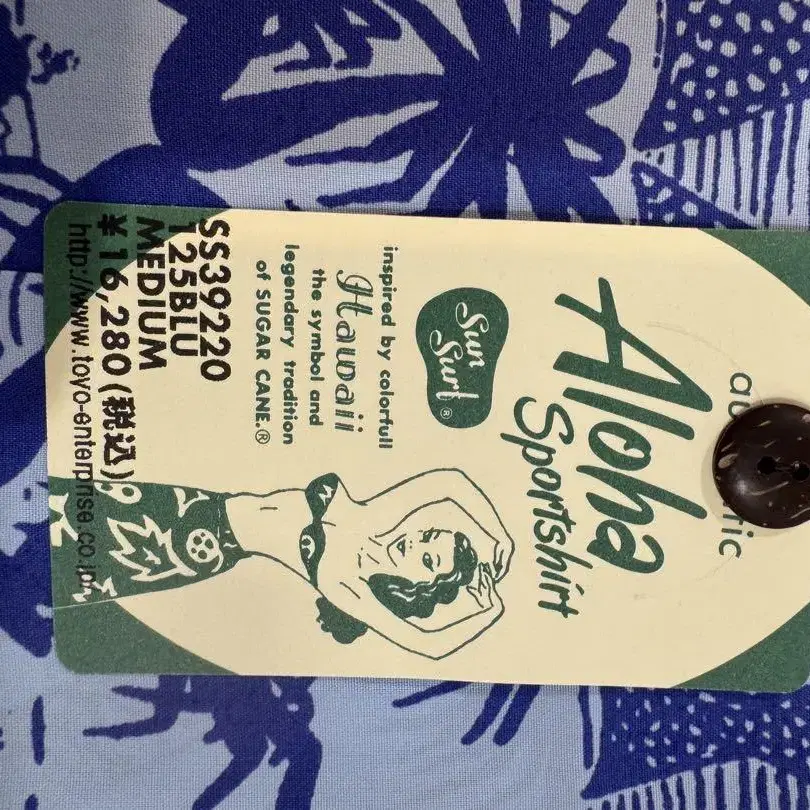 Aloha
Sportshirt
Sun
Surf®
inspired by colorfull
Hawaii
the symbol and
legendary tradition
of SUGAR CANE.®
SS39220
125BLU
MEDIUM
¥16,280(税込)
http://www.toyo-enterprise.co.jp